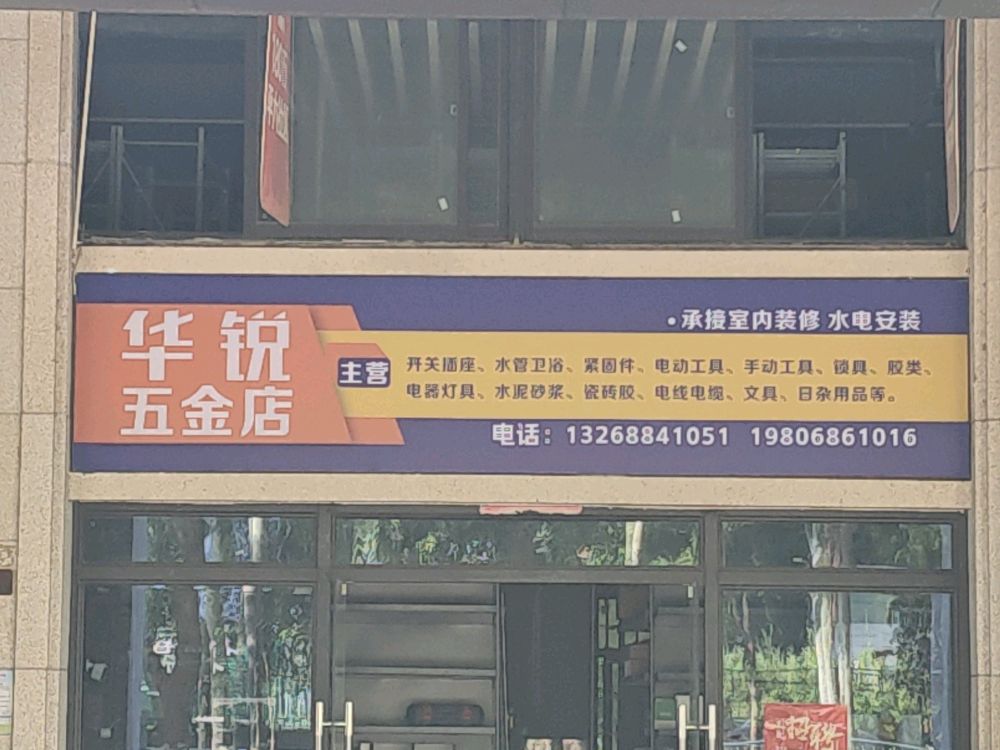 华锐
五金店
·承接室内装修 水电安装
主营
开关插座、水管卫浴、紧固件、电动工具、手动工具、锁具、胶类、
电器灯具、水泥砂浆、瓷砖胶、电线电缆、文具、日杂用品等。
电话：13268841051 19806861016